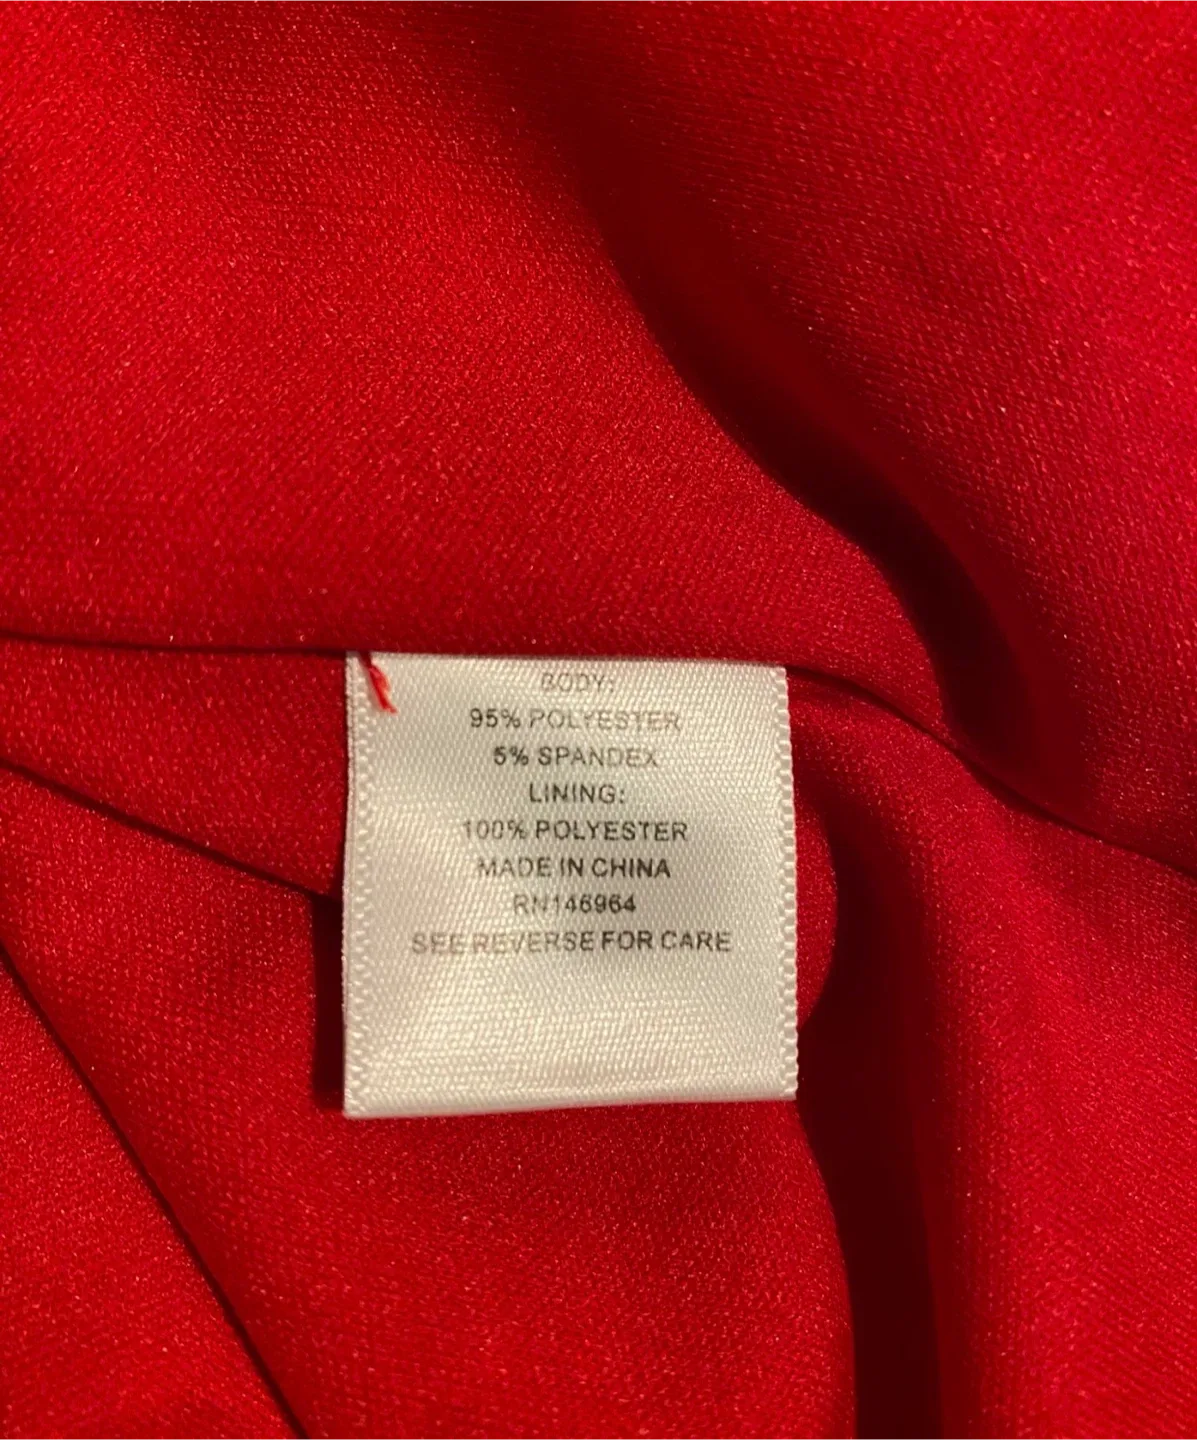 BODY:
95% POLYESTER
5% SPANDEX
LINING:
100% POLYESTER
MADE IN CHINA
RN146964
SEE REVERSE FOR CARE